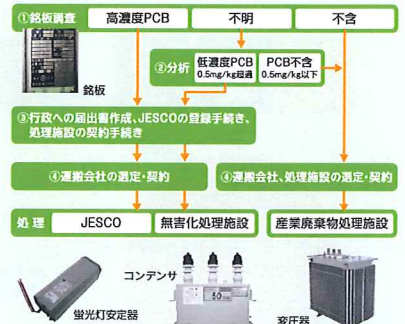 ①銘板調査 高濃度PCB 不明 不含
②分析 低濃度PCB 0.5mg/kg超過 PCB不含 0.5mg/kg以下
銘板
③行政への届出書作成、JESCOの登録手続き、
処理施設の契約手続き
④運搬会社の選定・契約 ④運搬会社、処理施設の選定・契約
処理 JESCO 無害化処理施設 産業廃棄物処理施設
コンデンサ
50
蛍光灯安定器
変圧器